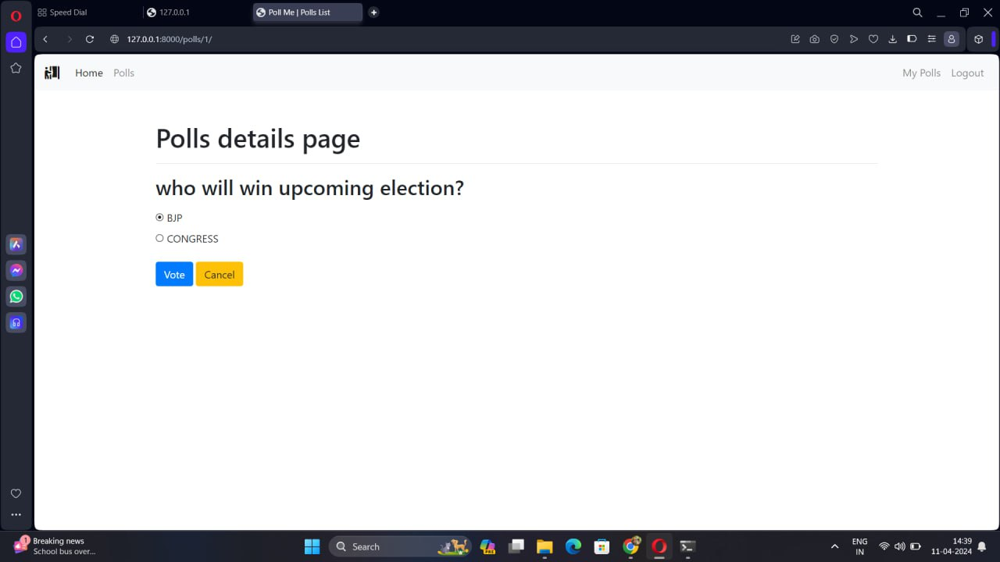 Speed Dial
127.0.0.1
Poll Me | Polls List
127.0.0.1:8000/polls/1/
Home Polls My Polls Logout
Polls details page
who will win upcoming election?
BJP
CONGRESS
Vote Cancel
1
Breaking news
School bus over...
Search
PRE
ENG
IN
14:39
11-04-2024